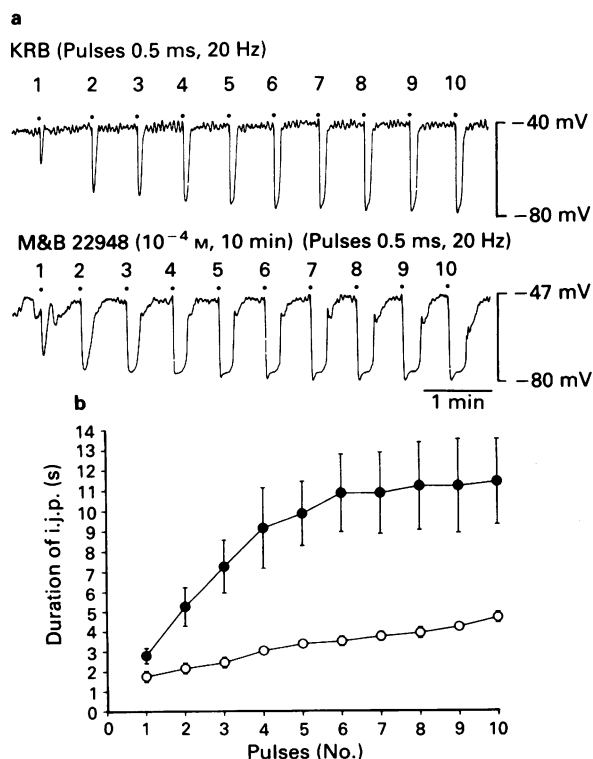 a
KRB (Pulses 0.5 ms, 20 Hz)
1 2 3 4 5 6 7 8 9 10
−40 mV
−80 mV
M&B 22948 (10⁻⁴ M, 10 min) (Pulses 0.5 ms, 20 Hz)
1 2 3 4 5 6 7 8 9 10
−47 mV
−80 mV
1 min
b
Duration of i.j.p. (s)
14
13
12
11
10
9
8
7
6
5
4
3
2
1
0
0 1 2 3 4 5 6 7 8 9 10
Pulses (No.)